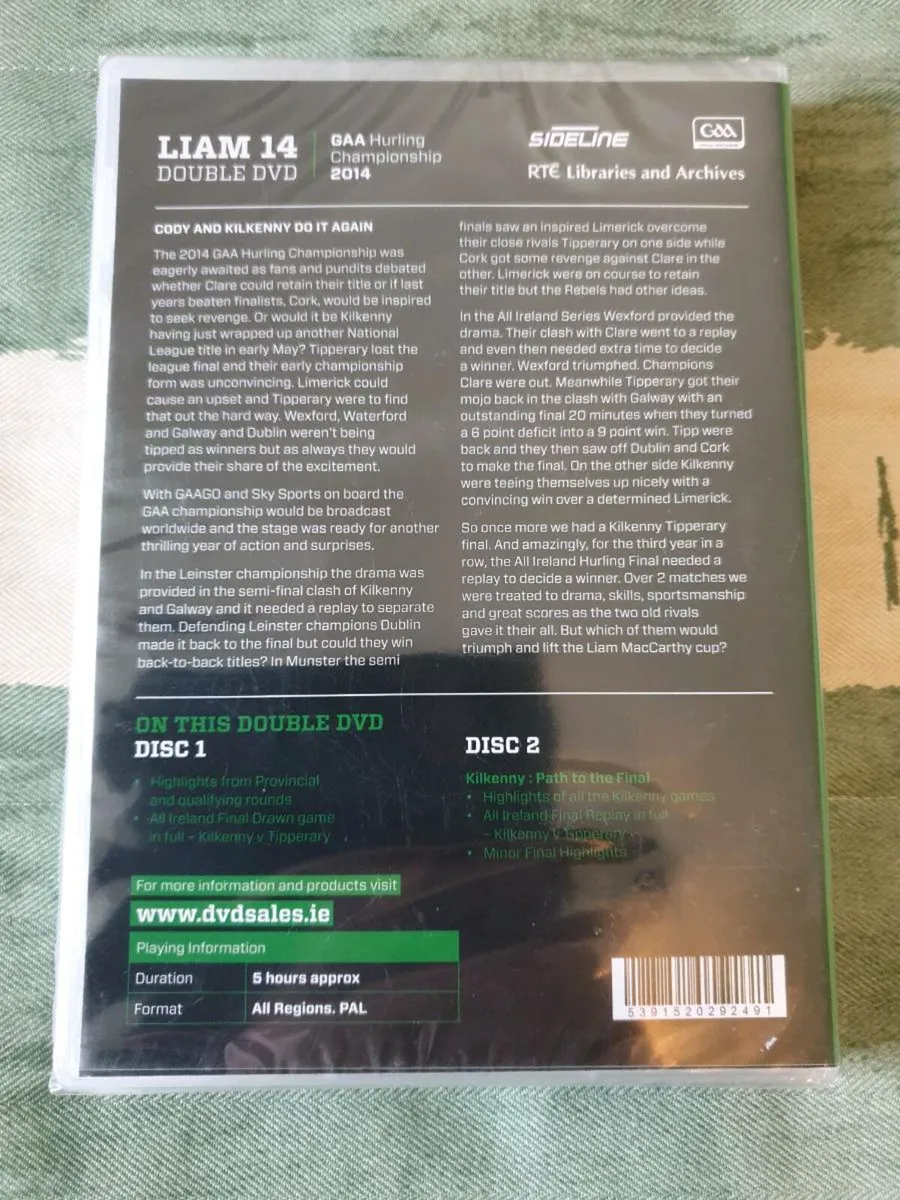 LIAM 14
DOUBLE DVD
GAA Hurling
Championship
2014
SIDELINE
GAA
RTÉ Libraries and Archives
CODY AND KILKENNY DO IT AGAIN
The 2014 GAA Hurling Championship was
eagerly awaited as fans and pundits debated
whether Clare could retain their title or if last
years beaten finalists, Cork, would be inspired
to seek revenge. Or would it be Kilkenny
having just wrapped up another National
League title in early May? Tipperary lost the
league final and their early championship
form was unconvincing. Limerick could
cause an upset and Tipperary were to find
that out the hard way. Wexford, Waterford
and Galway and Dublin weren't being
tipped as winners but as always they would
provide their share of the excitement.
With GAAGO and Sky Sports on board the
GAA championship would be broadcast
worldwide and the stage was ready for another
thrilling year of action and surprises.
In the Leinster championship the drama was
provided in the semi-final clash of Kilkenny
and Galway and it needed a replay to separate
them. Defending Leinster champions Dublin
made it back to the final but could they win
back-to-back titles? In Munster the semi
finals saw an inspired Limerick overcome
their close rivals Tipperary on one side while
Cork got some revenge against Clare in the
other. Limerick were on course to retain
their title but the Rebels had other ideas.
In the All Ireland Series Wexford provided the
drama. Their clash with Clare went to a replay
and even then needed extra time to decide
a winner. Wexford triumphed. Champions
Clare were out. Meanwhile Tipperary got their
mojo back in the clash with Galway with an
outstanding final 20 minutes when they turned
a 6 point deficit into a 9 point win. Tipp were
back and they then saw off Dublin and Cork
to make the final. On the other side Kilkenny
were teeing themselves up nicely with a
convincing win over a determined Limerick.
So once more we had a Kilkenny Tipperary
final. And amazingly, for the third year in a
row, the All Ireland Hurling Final needed a
replay to decide a winner. Over 2 matches we
were treated to drama, skills, sportsmanship
and great scores as the two old rivals
gave it their all. But which of them would
triumph and lift the Liam MacCarthy cup?
ON THIS DOUBLE DVD
DISC 1
• Highlights from Provincial
and qualifying rounds
• All Ireland Final Drawn game
in full – Kilkenny v Tipperary
DISC 2
Kilkenny : Path to the Final
• Highlights of all the Kilkenny games
• All Ireland Final Replay in full
– Kilkenny v Tipperary
• Minor Final Highlights
For more information and products visit
www.dvdsales.ie
Playing Information
Duration 5 hours approx
Format All Regions. PAL
5391520292491